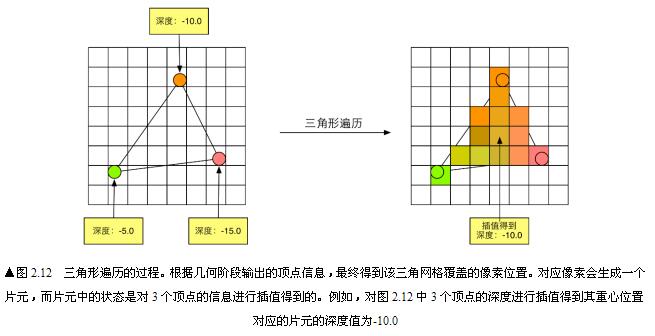 深度：-10.0
三角形遍历
深度：-5.0
深度：-15.0
插值得到
深度：-10.0
▲图 2.12 三角形遍历的过程。根据几何阶段输出的顶点信息，最终得到该三角网格覆盖的像素位置。对应像素会生成一个
片元，而片元中的状态是对 3 个顶点的信息进行插值得到的。例如，对图 2.12 中 3 个顶点的深度进行插值得到其重心位置
对应的片元的深度值为-10.0